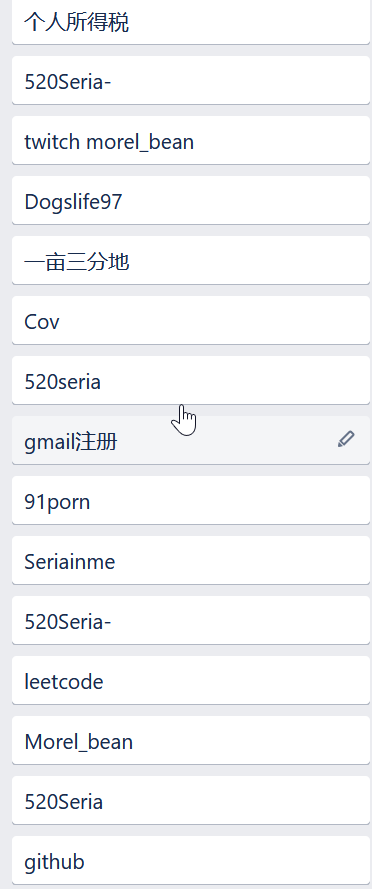 个人所得税
520Seria-
twitch morel_bean
Dogslife97
一亩三分地
Cov
520seria
gmail注册
91porn
Seriainme
520Seria-
leetcode
Morel_bean
520Seria
github